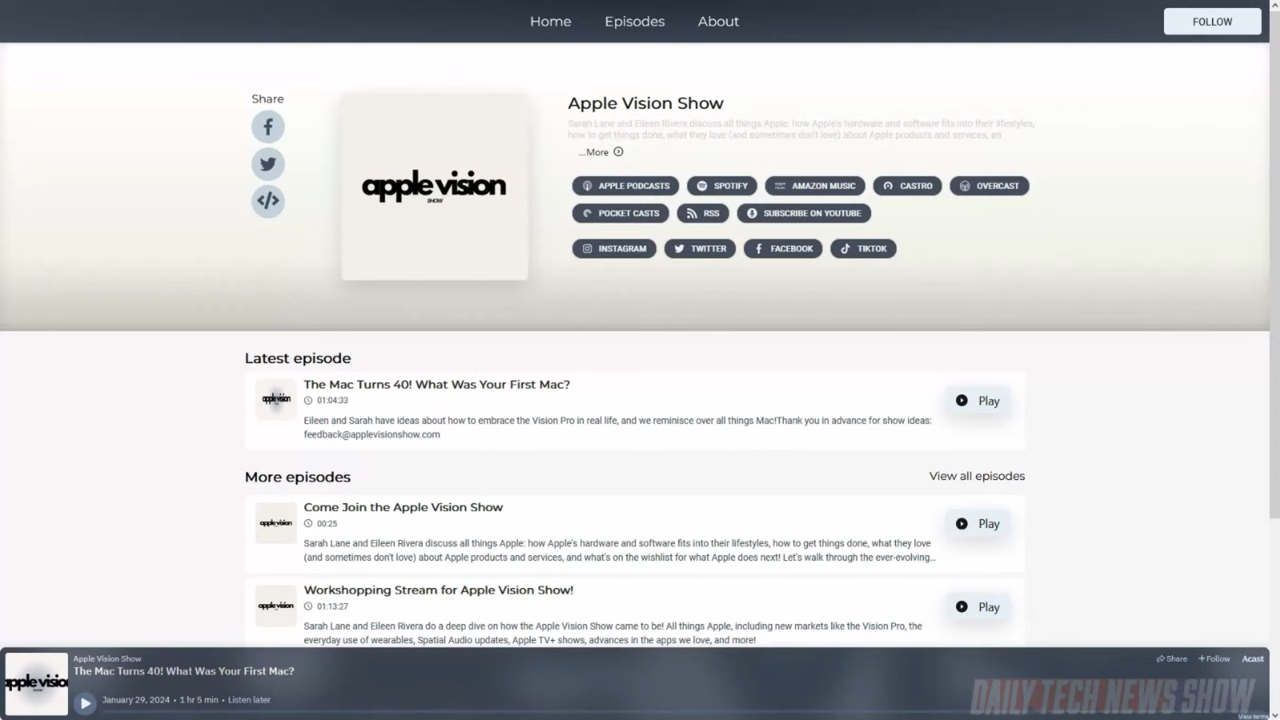 Home
Episodes
About
FOLLOW
Share
apple vision
SHOW
Apple Vision Show
Sarah Lane and Eileen Rivera discuss all things Apple: how Apple's hardware and software fits into their lifestyles,
how to get things done, what they love (and sometimes don't love) about Apple products and services, an
...More
APPLE PODCASTS
SPOTIFY
AMAZON MUSIC
CASTRO
OVERCAST
POCKET CASTS
RSS
SUBSCRIBE ON YOUTUBE
INSTAGRAM
TWITTER
FACEBOOK
TIKTOK
Latest episode
apple vision
The Mac Turns 40! What Was Your First Mac?
01:04:33
Eileen and Sarah have ideas about how to embrace the Vision Pro in real life, and we reminisce over all things Mac!Thank you in advance for show ideas:
feedback@applevisionshow.com
Play
More episodes
View all episodes
apple vision
Come Join the Apple Vision Show
00:25
Sarah Lane and Eileen Rivera discuss all things Apple: how Apple's hardware and software fits into their lifestyles, how to get things done, what they love
(and sometimes don't love) about Apple products and services, and what's on the wishlist for what Apple does next! Let's walk through the ever-evolving...
Play
apple vision
Workshopping Stream for Apple Vision Show!
01:13:27
Sarah Lane and Eileen Rivera do a deep dive on how the Apple Vision Show came to be! All things Apple, including new markets like the Vision Pro, the
everyday use of wearables, Spatial Audio updates, Apple TV+ shows, advances in the apps we love, and more!
Play
apple vision
Apple Vision Show
The Mac Turns 40! What Was Your First Mac?
January 29, 2024 • 1 hr 5 min • Listen later
Share
+Follow
Acast
DAILY TECH NEWS SHOW
View terms